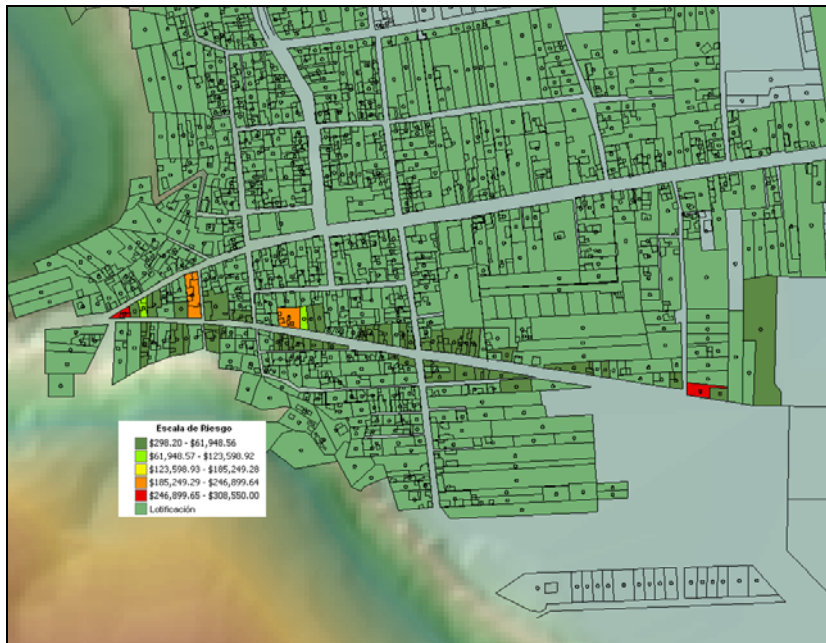 Escala de Riesgo
$298.20 - $61,948.56
$61,948.57 - $123,598.92
$123,598.93 - $185,249.28
$185,249.29 - $246,899.64
$246,899.65 - $308,550.00
Lotificación